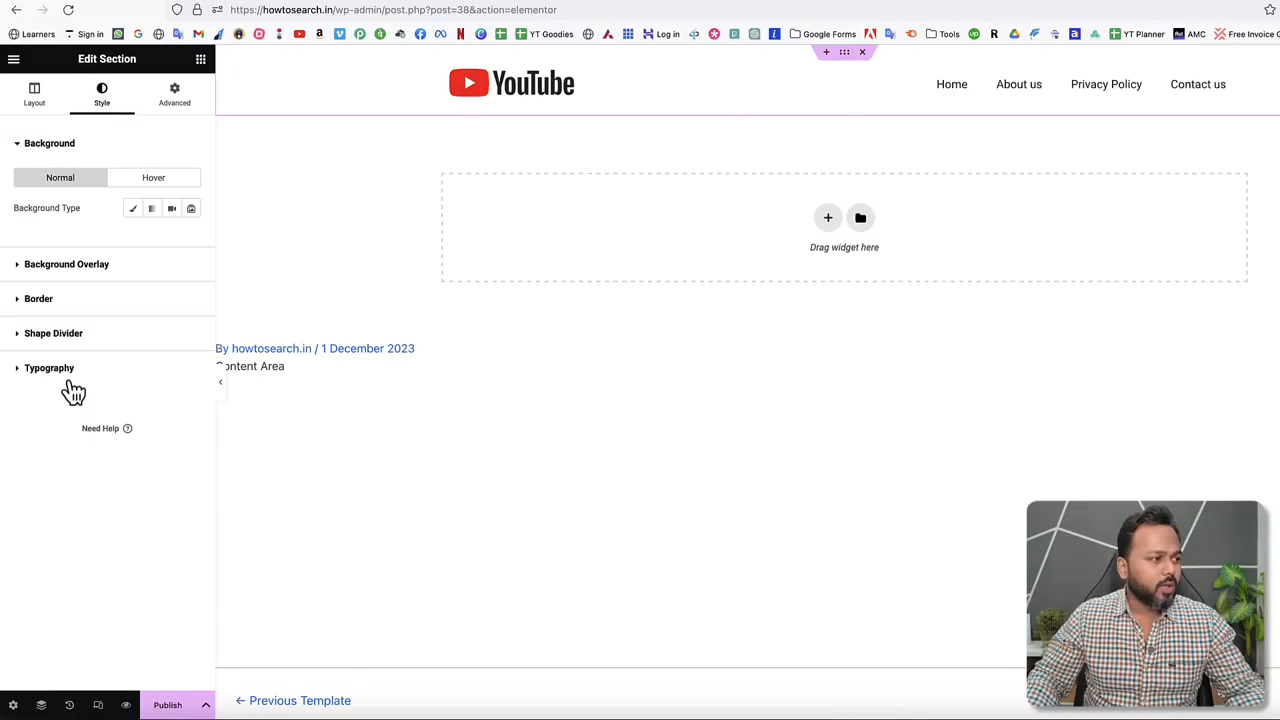 https://howtosearch.in/wp-admin/post.php?post=38&action=elementor
Learners
Sign in
YT Goodies
Log in
Google Forms
Tools
YT Planner
AMC
Free Invoice G
Edit Section
Layout
Style
Advanced
Background
Normal
Hover
Background Type
Background Overlay
Border
Shape Divider
Typography
Need Help
Publish
YouTube
Home
About us
Privacy Policy
Contact us
Drag widget here
By howtosearch.in / 1 December 2023
Content Area
← Previous Template